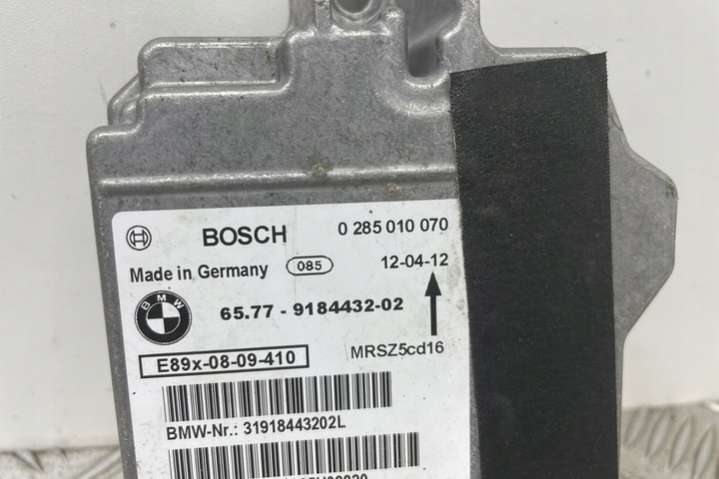 BOSCH 0 285 010 070
Made in Germany 085 12-04-12
BMW 65.77 - 9184432-02
E89x-08-09-410 MRSZ5cd16
BMW-Nr.: 31918443202L